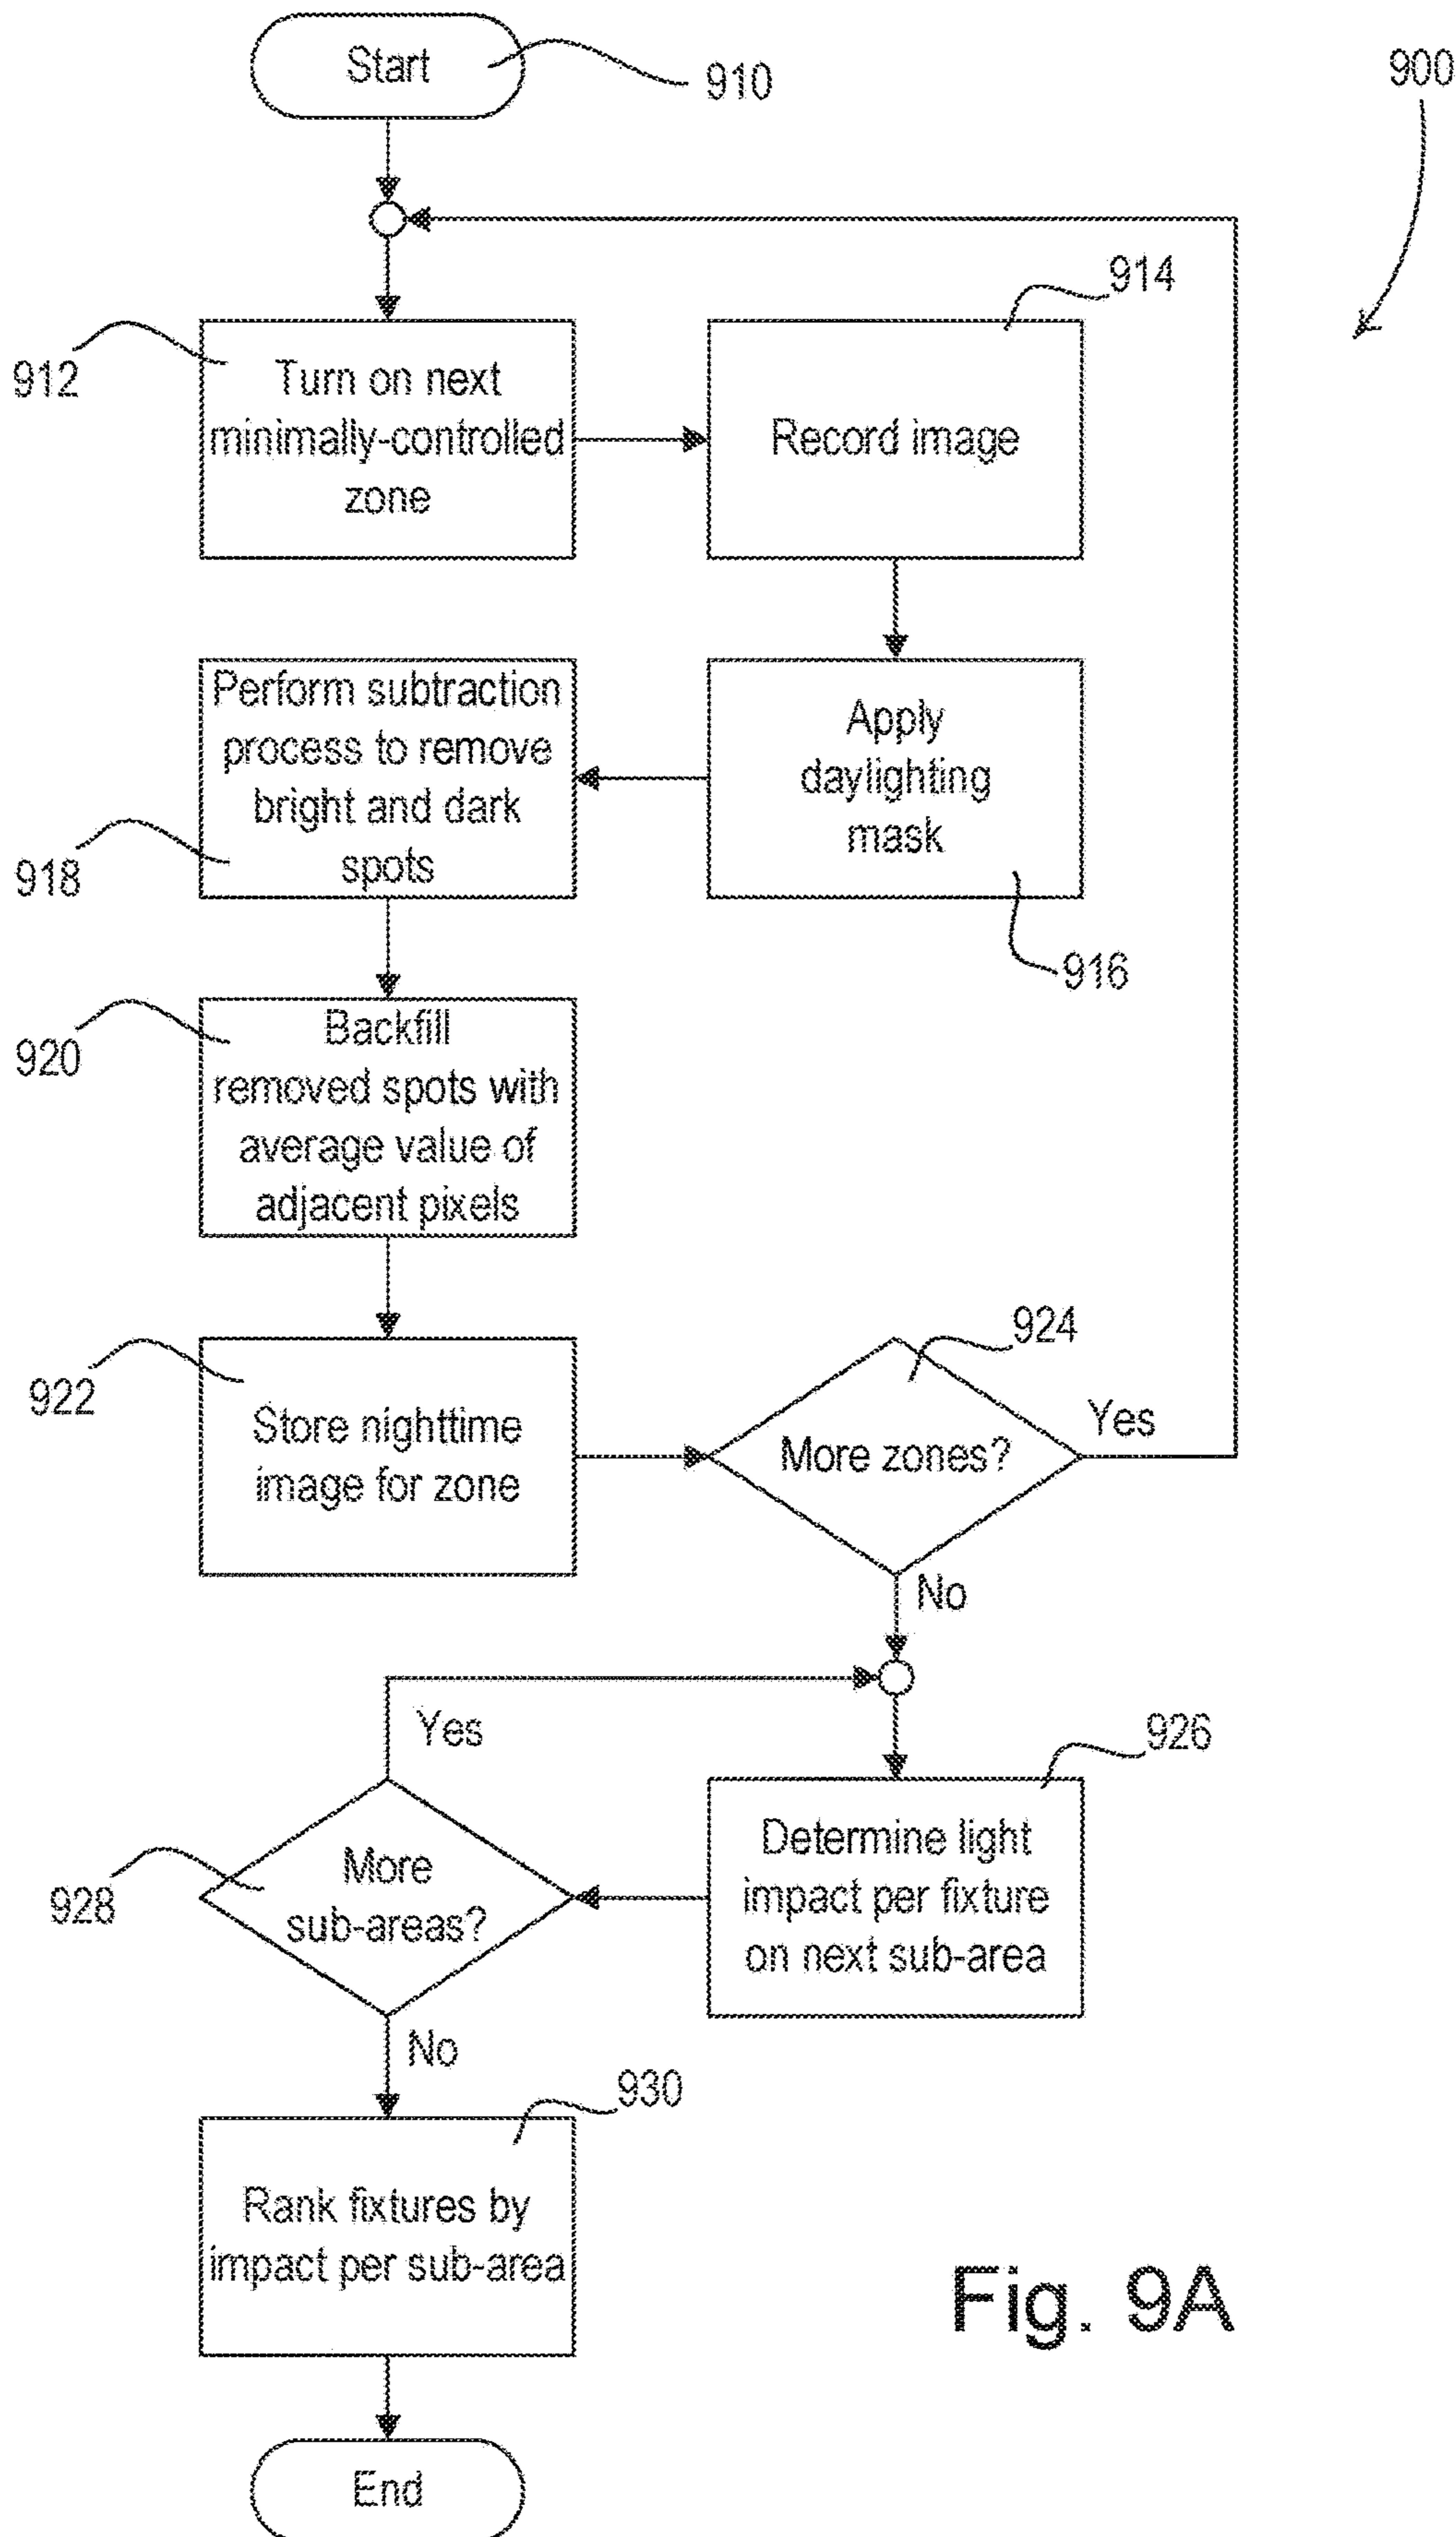 Start
910
900
912
Turn on next
minimally-controlled
zone
914
Record image
Perform subtraction
process to remove
bright and dark
spots
918
Apply
daylighting
mask
916
920
Backfill
removed spots with
average value of
adjacent pixels
922
Store nighttime
image for zone
924
More zones?
Yes
No
Yes
926
Determine light
impact per fixture
on next sub-area
928
More
sub-areas?
No
930
Rank fixtures by
impact per sub-area
Fig. 9A
End